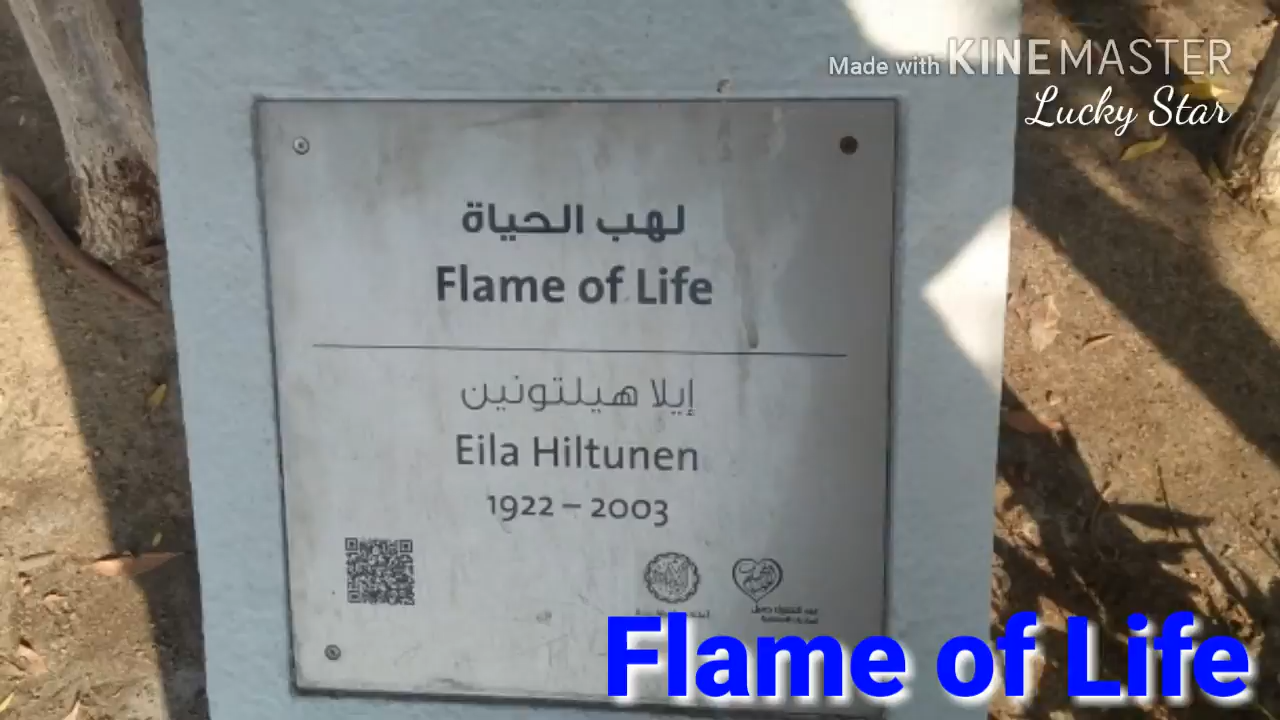 Made with KINEMASTER
Lucky Star
لهب الحياة
Flame of Life
إيلا هيلتونين
Eila Hiltunen
1922 – 2003
Flame of Life